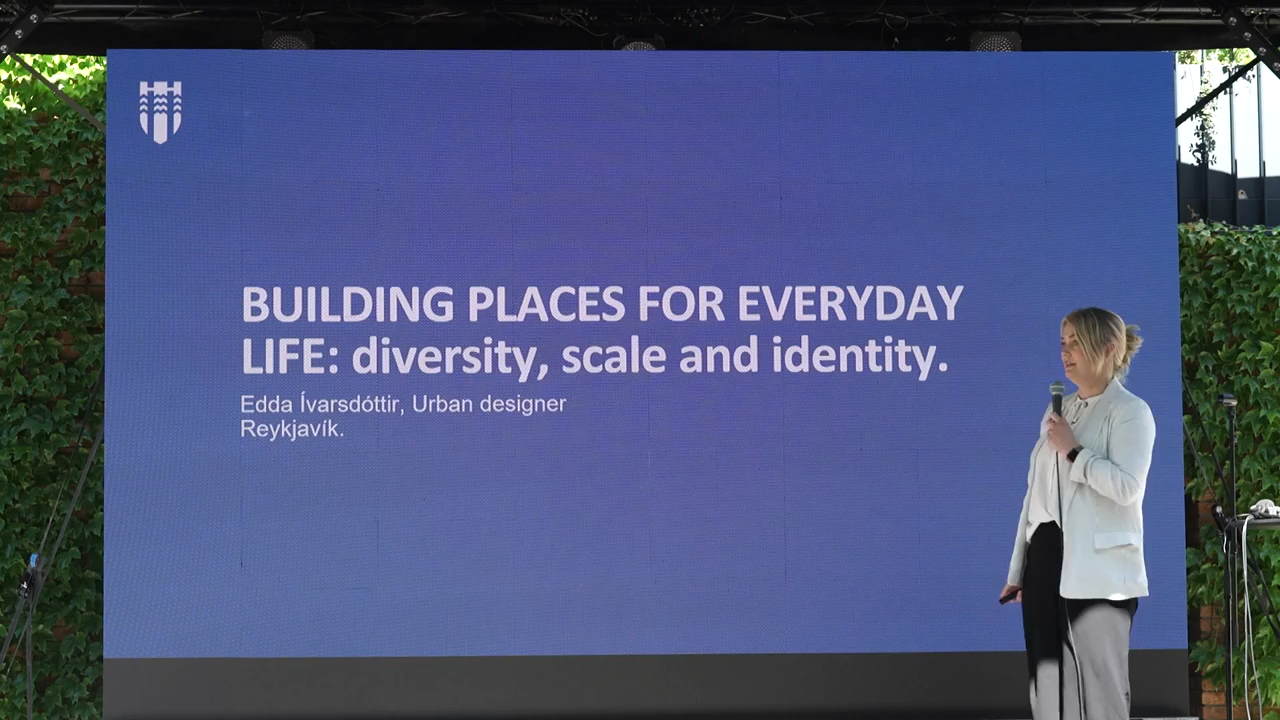 BUILDING PLACES FOR EVERYDAY
LIFE: diversity, scale and identity.
Edda Ívarsdóttir, Urban designer
Reykjavík.